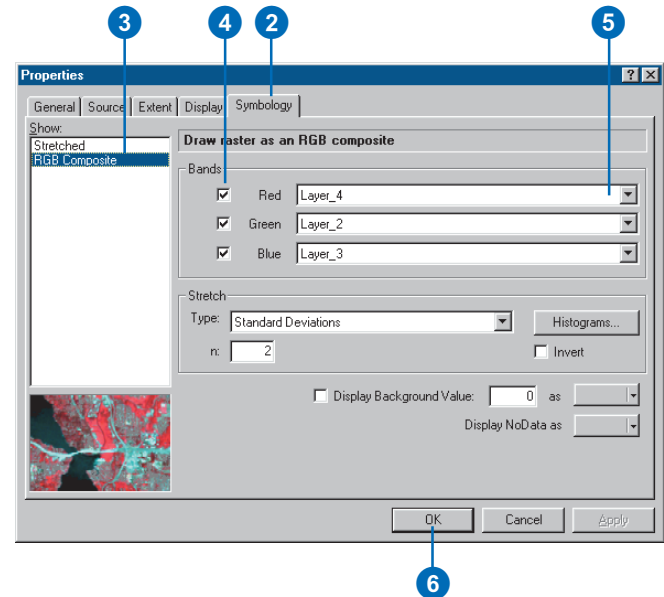 3 4 2 5
Properties
General Source Extent Display Symbology
Show:
Stretched
RGB Composite
Draw raster as an RGB composite
Bands
Red Layer_4
Green Layer_2
Blue Layer_3
Stretch
Type: Standard Deviations Histograms...
n: 2 Invert
Display Background Value: 0 as
Display NoData as
OK Cancel Apply
6